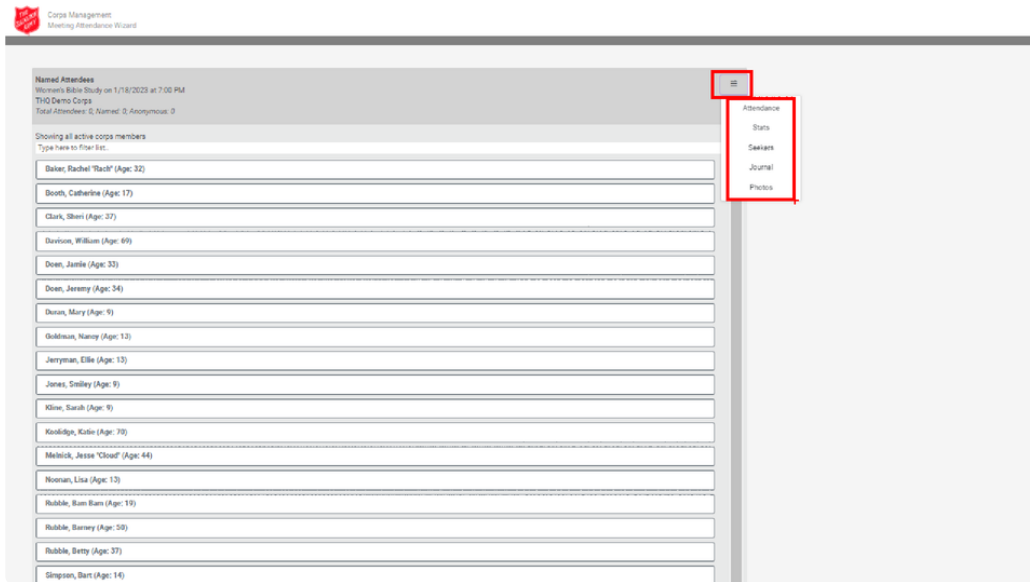 THE SALVATION ARMY
Corps Management
Meeting Attendance Wizard
Named Attendees
Women's Bible Study on 1/18/2023 at 7:00 PM
THQ Demo Corps
Total Attendees: 0; Named: 0; Anonymous: 0
Attendance
Stats
Seekers
Journal
Photos
Showing all active corps members
Type here to filter list..
Baker, Rachel "Rach" (Age: 32)
Booth, Catherine (Age: 17)
Clark, Sheri (Age: 37)
Davison, William (Age: 69)
Doen, Jamie (Age: 33)
Doen, Jeremy (Age: 34)
Duran, Mary (Age: 9)
Goldman, Nancy (Age: 13)
Jerryman, Ellie (Age: 13)
Jones, Smiley (Age: 9)
Kline, Sarah (Age: 9)
Koolidge, Katie (Age: 70)
Melnick, Jesse "Cloud" (Age: 44)
Noonan, Lisa (Age: 13)
Rubble, Bam Bam (Age: 19)
Rubble, Barney (Age: 50)
Rubble, Betty (Age: 37)
Simpson, Bart (Age: 14)